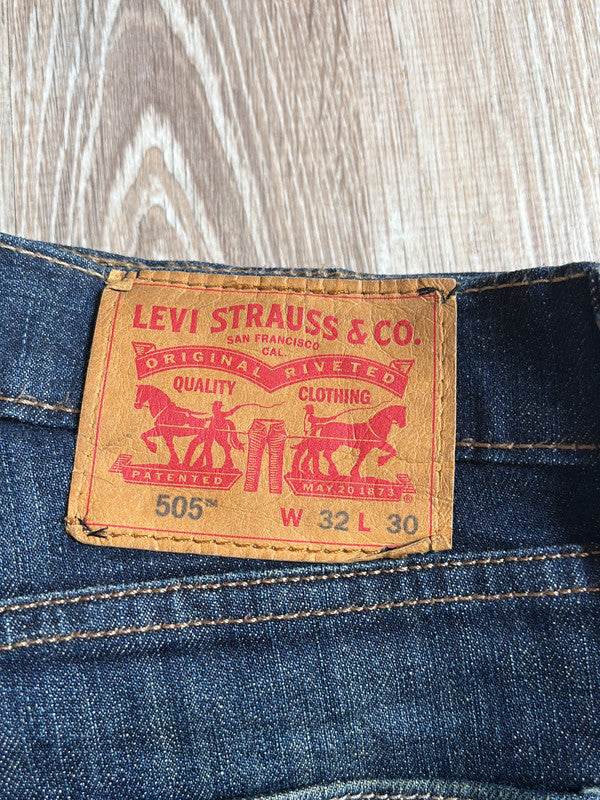 LEVI STRAUSS & CO.
SAN FRANCISCO
CAL.
ORIGINAL RIVETED
QUALITY CLOTHING
PATENTED MAY 20 1873 ®
505™ W 32 L 30